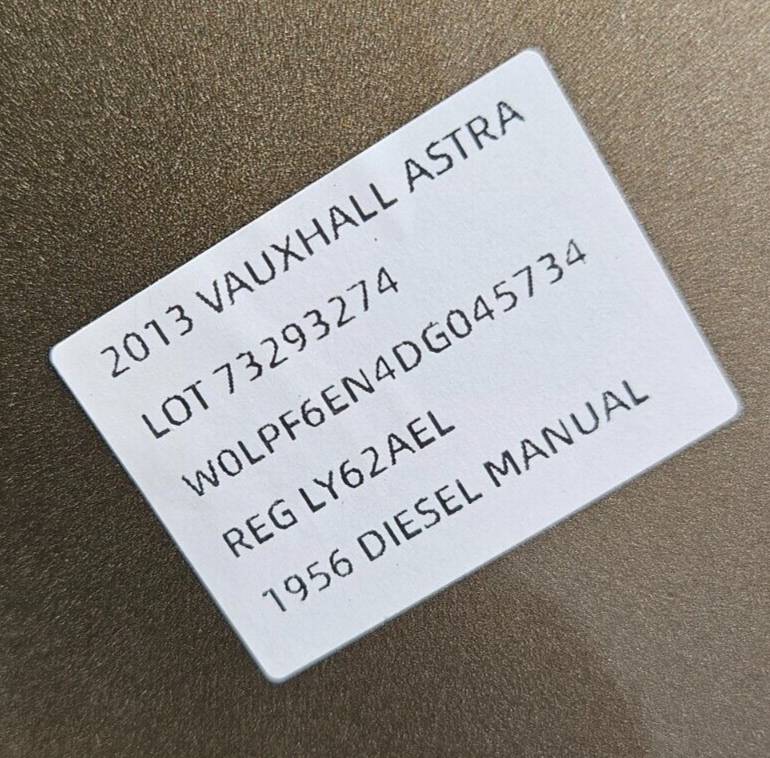 2013 VAUXHALL ASTRA
LOT 73293274
W0LPF6EN4DG045734
REG LY62AEL
1956 DIESEL MANUAL